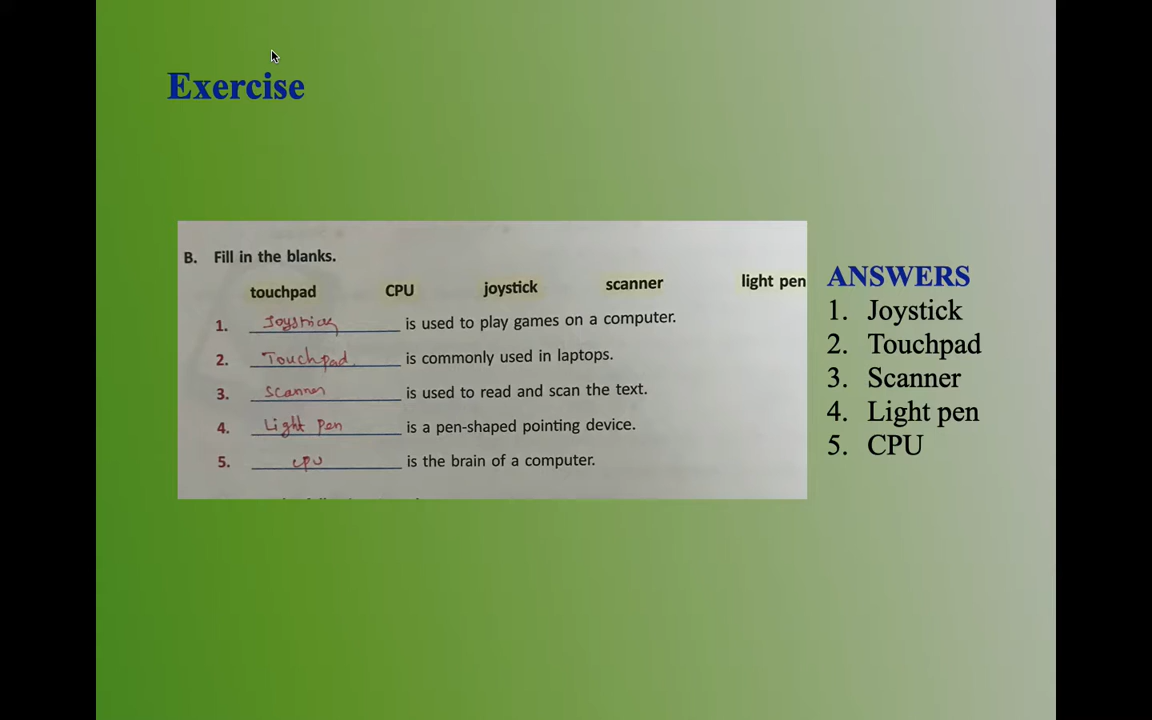 Exercise
B. Fill in the blanks.
touchpad CPU joystick scanner light pen
1. Joystick is used to play games on a computer.
2. Touchpad is commonly used in laptops.
3. Scanner is used to read and scan the text.
4. Light Pen is a pen-shaped pointing device.
5. CPU is the brain of a computer.
ANSWERS
1. Joystick
2. Touchpad
3. Scanner
4. Light pen
5. CPU